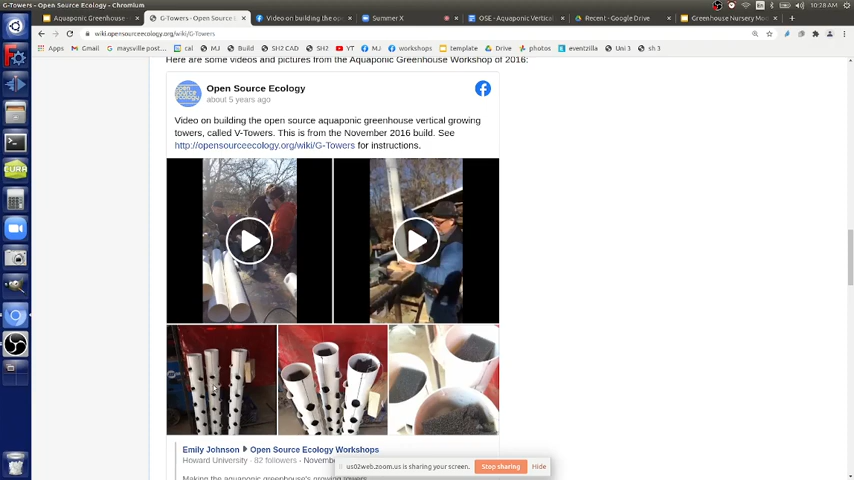 G-Towers - Open Source Ecology - Chromium
10:28 AM
Aquaponic Greenhouse
G-Towers - Open Source
Video on building the open
Summer X
OSE - Aquaponic Vertical
Recent - Google Drive
Greenhouse Nursery Mo
wiki.opensourceecology.org/wiki/G-Towers
Apps
Gmail
maysville post...
cal
MJ
Build
SH2 CAD
SH2
YT
MJ
workshops
template
Drive
photos
eventzilla
Uni 3
sh 3
Here are some videos and pictures from the Aquaponic Greenhouse Workshop of 2016:
Open Source Ecology
about 5 years ago
Video on building the open source aquaponic greenhouse vertical growing
towers, called V-Towers. This is from the November 2016 build. See
http://opensourceecology.org/wiki/G-Towers for instructions.
Emily Johnson Open Source Ecology Workshops
Howard University · 82 followers ·
Making the aquaponic greenhouse's growing
us02web.zoom.us is sharing your screen.
Stop sharing
Hide